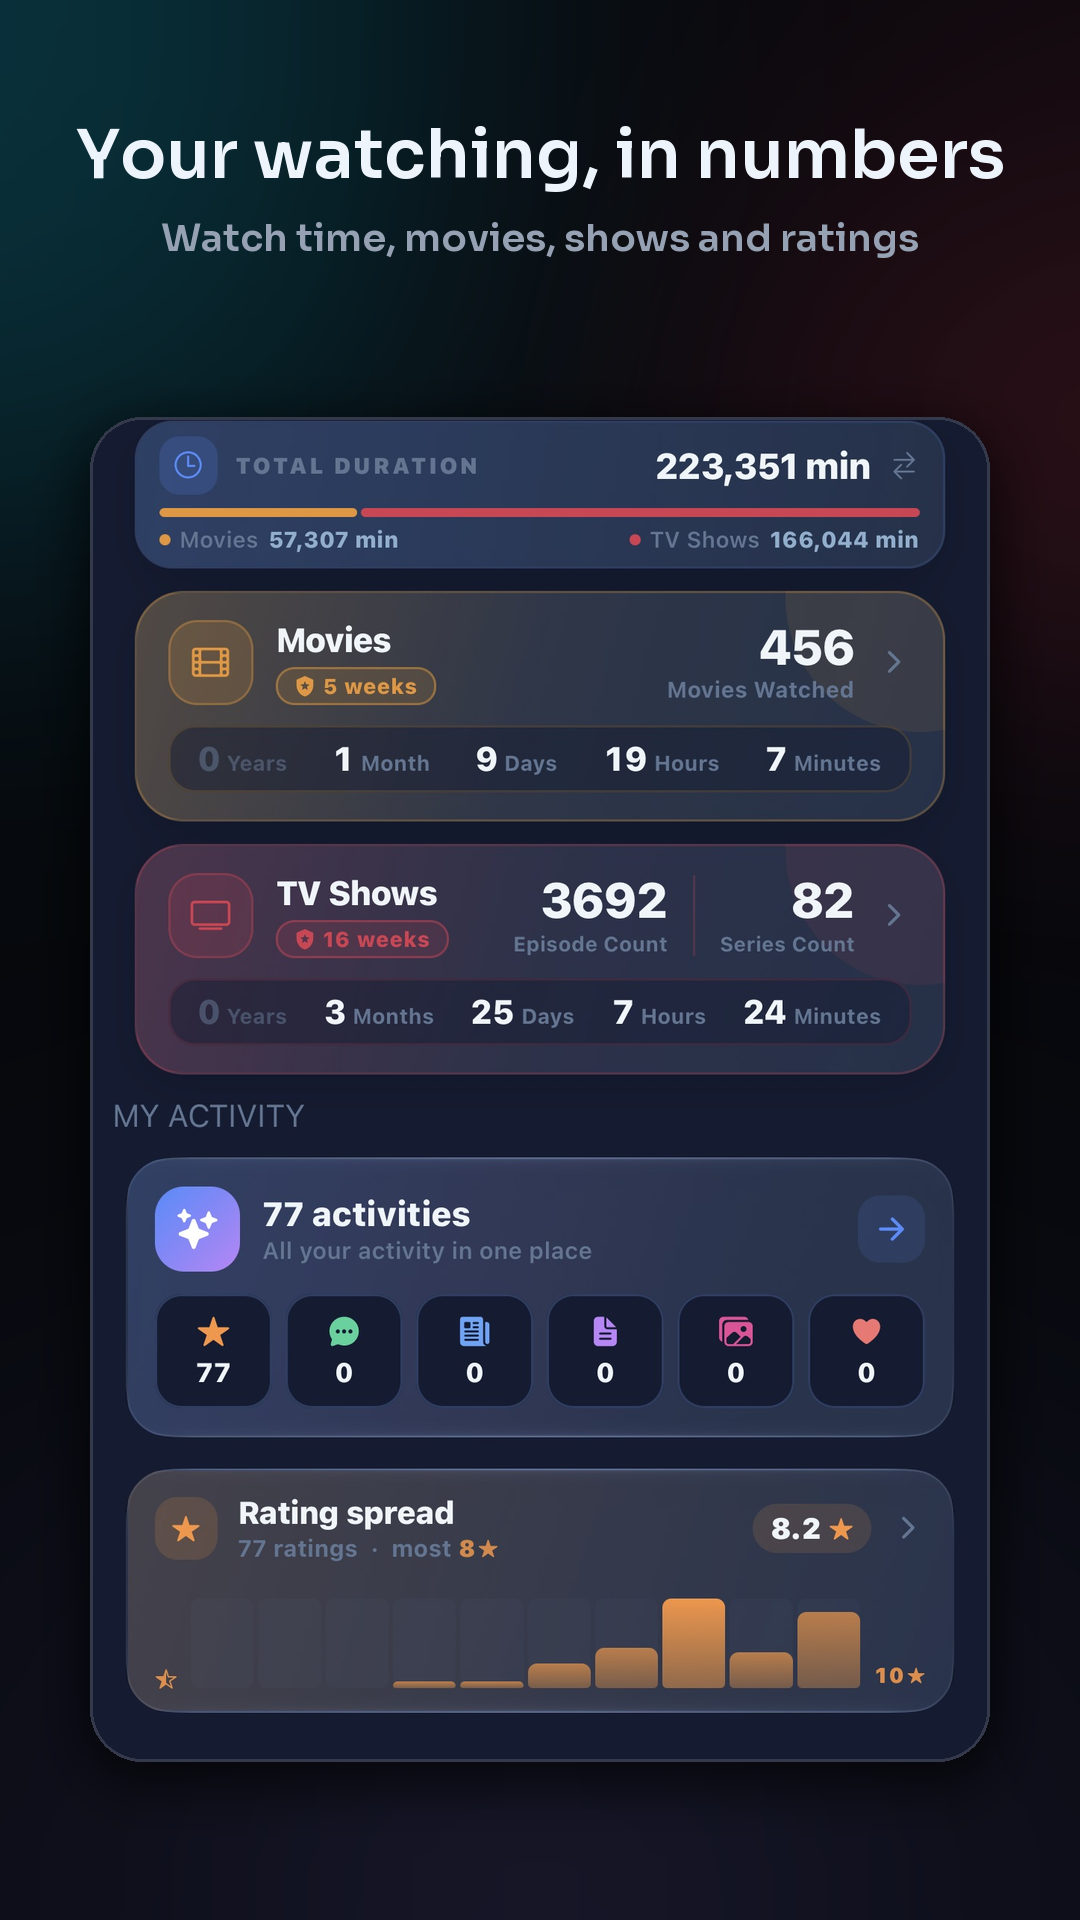 Your watching, in numbers
Watch time, movies, shows and ratings
TOTAL DURATION 223,351 min
Movies 57,307 min TV Shows 166,044 min
Movies 456
5 weeks Movies Watched
0 Years 1 Month 9 Days 19 Hours 7 Minutes
TV Shows 3692 82
16 weeks Episode Count Series Count
0 Years 3 Months 25 Days 7 Hours 24 Minutes
MY ACTIVITY
77 activities
All your activity in one place
77 0 0 0 0 0
Rating spread 8.2
77 ratings · most 8★
10★